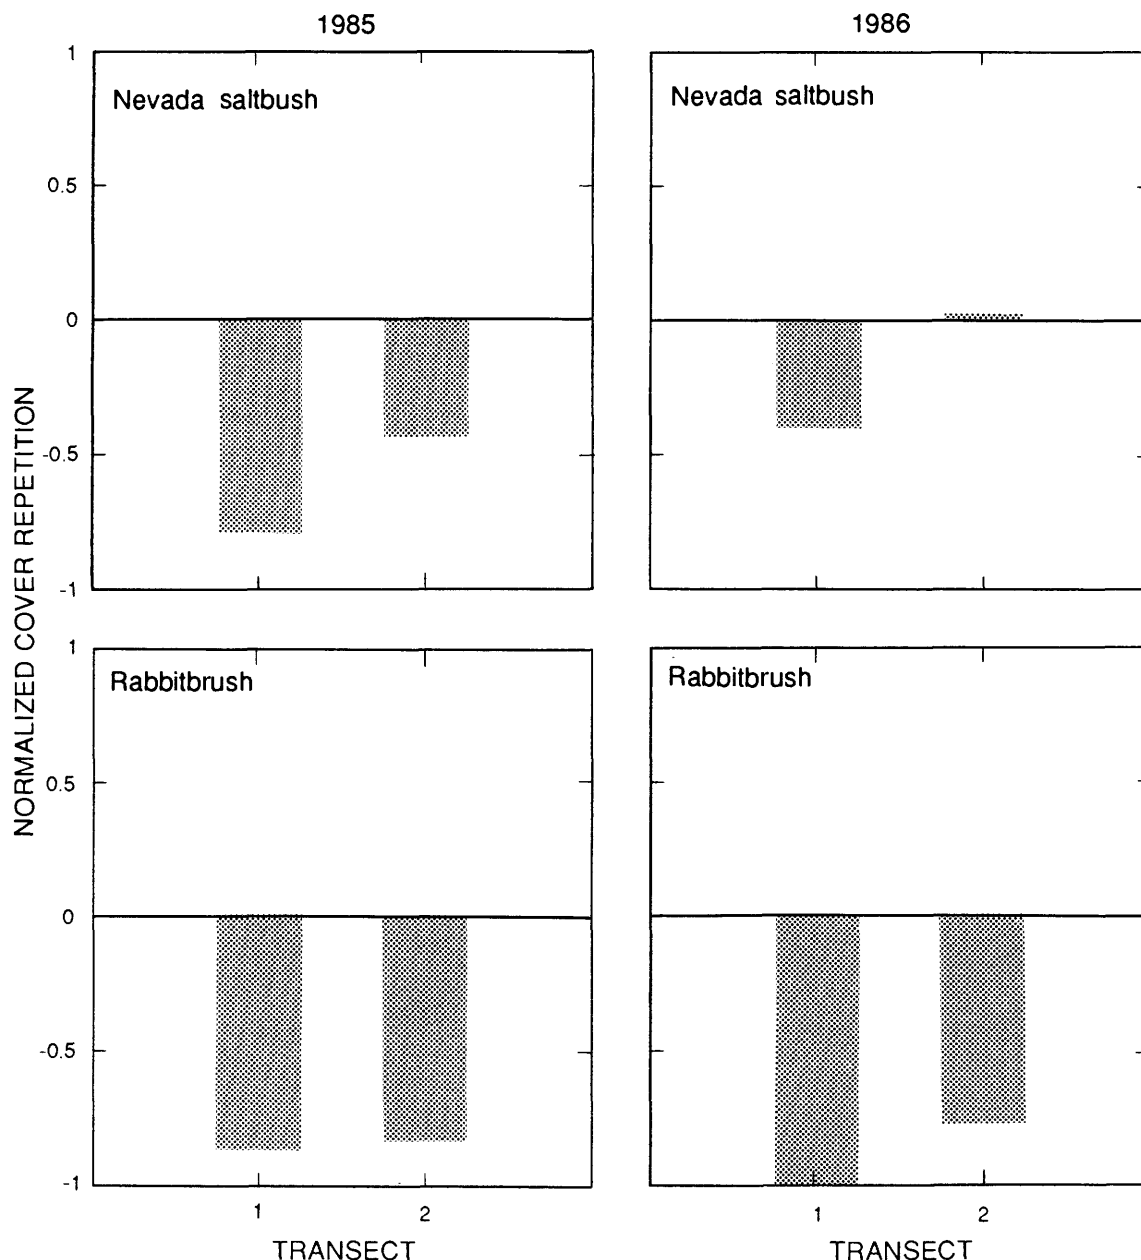 1985
1986
1
Nevada saltbush
Nevada saltbush
0.5
0
-0.5
-1
NORMALIZED COVER REPETITION
1
Rabbitbrush
Rabbitbrush
0.5
0
-0.5
-1
1
2
1
2
TRANSECT
TRANSECT